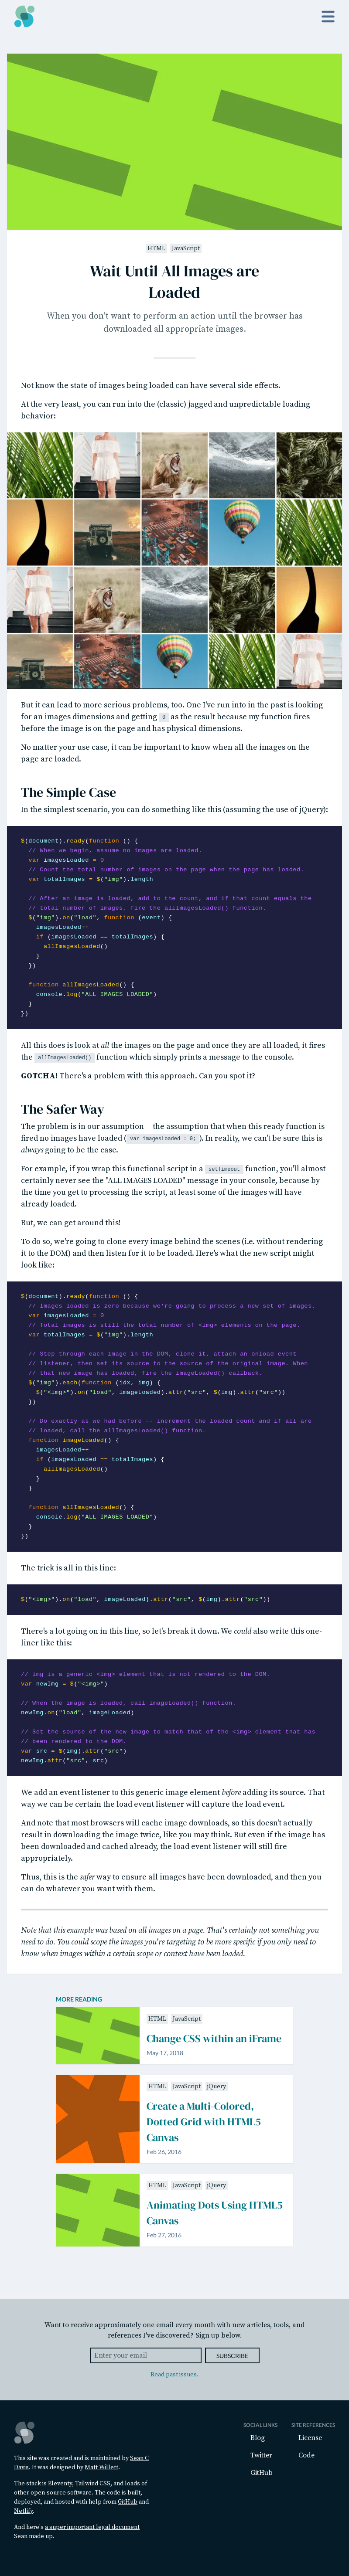 HTML JavaScript
Wait Until All Images are
Loaded
When you don't want to perform an action until the browser has
downloaded all appropriate images.
Not know the state of images being loaded can have several side effects.
At the very least, you can run into the (classic) jagged and unpredictable loading
behavior:
But it can lead to more serious problems, too. One I've run into in the past is looking
for an images dimensions and getting 0 as the result because my function fires
before the image is on the page and has physical dimensions.
No matter your use case, it can be important to know when all the images on the
page are loaded.
The Simple Case
In the simplest scenario, you can do something like this (assuming the use of jQuery):
$(document).ready(function () {
  // When we begin, assume no images are loaded.
  var imagesLoaded = 0
  // Count the total number of images on the page when the page has loaded.
  var totalImages = $("img").length

  // After an image is loaded, add to the count, and if that count equals the
  // total number of images, fire the allImagesLoaded() function.
  $("img").on("load", function (event) {
    imagesLoaded++
    if (imagesLoaded == totalImages) {
      allImagesLoaded()
    }
  })

  function allImagesLoaded() {
    console.log("ALL IMAGES LOADED")
  }
})
All this does is look at all the images on the page and once they are all loaded, it fires
the allImagesLoaded() function which simply prints a message to the console.
GOTCHA! There's a problem with this approach. Can you spot it?
The Safer Way
The problem is in our assumption -- the assumption that when this ready function is
fired no images have loaded ( var imagesLoaded = 0; ). In reality, we can't be sure this is
always going to be the case.
For example, if you wrap this functional script in a setTimeout function, you'll almost
certainly never see the "ALL IMAGES LOADED" message in your console, because by
the time you get to processing the script, at least some of the images will have
already loaded.
But, we can get around this!
To do so, we're going to clone every image behind the scenes (i.e. without rendering
it to the DOM) and then listen for it to be loaded. Here's what the new script might
look like:
$(document).ready(function () {
  // Images loaded is zero because we're going to process a new set of images.
  var imagesLoaded = 0
  // Total images is still the total number of <img> elements on the page.
  var totalImages = $("img").length

  // Step through each image in the DOM, clone it, attach an onload event
  // listener, then set its source to the source of the original image. When
  // that new image has loaded, fire the imageLoaded() callback.
  $("img").each(function (idx, img) {
    $("<img>").on("load", imageLoaded).attr("src", $(img).attr("src"))
  })

  // Do exactly as we had before -- increment the loaded count and if all are
  // loaded, call the allImagesLoaded() function.
  function imageLoaded() {
    imagesLoaded++
    if (imagesLoaded == totalImages) {
      allImagesLoaded()
    }
  }

  function allImagesLoaded() {
    console.log("ALL IMAGES LOADED")
  }
})
The trick is all in this line:
$("<img>").on("load", imageLoaded).attr("src", $(img).attr("src"))
There's a lot going on in this line, so let's break it down. We could also write this one-
liner like this:
// img is a generic <img> element that is not rendered to the DOM.
var newImg = $("<img>")

// When the image is loaded, call imageLoaded() function.
newImg.on("load", imageLoaded)

// Set the source of the new image to match that of the <img> element that has
// been rendered to the DOM.
var src = $(img).attr("src")
newImg.attr("src", src)
We add an event listener to this generic image element before adding its source. That
way we can be certain the load event listener will capture the load event.
And note that most browsers will cache image downloads, so this doesn't actually
result in downloading the image twice, like you may think. But even if the image has
been downloaded and cached already, the load event listener will still fire
appropriately.
Thus, this is the safer way to ensure all images have been downloaded, and then you
can do whatever you want with them.
Note that this example was based on all images on a page. That's certainly not something you
need to do. You could scope the images you're targeting to be more specific if you only need to
know when images within a certain scope or context have been loaded.
MORE READING
HTML JavaScript
Change CSS within an iFrame
May 17, 2018
HTML JavaScript jQuery
Create a Multi-Colored,
Dotted Grid with HTML5
Canvas
Feb 26, 2016
HTML JavaScript jQuery
Animating Dots Using HTML5
Canvas
Feb 27, 2016
Want to receive approximately one email every month with new articles, tools, and
references I've discovered? Sign up below.
Enter your email SUBSCRIBE
Read past issues.
This site was created and is maintained by Sean C
Davis. It was designed by Matt Willett.
The stack is Eleventy, Tailwind CSS, and loads of
other open-source software. The code is built,
deployed, and hosted with help from GitHub and
Netlify.
And here's a super important legal document
Sean made up.
SOCIAL LINKS
Blog
Twitter
GitHub
SITE REFERENCES
License
Code